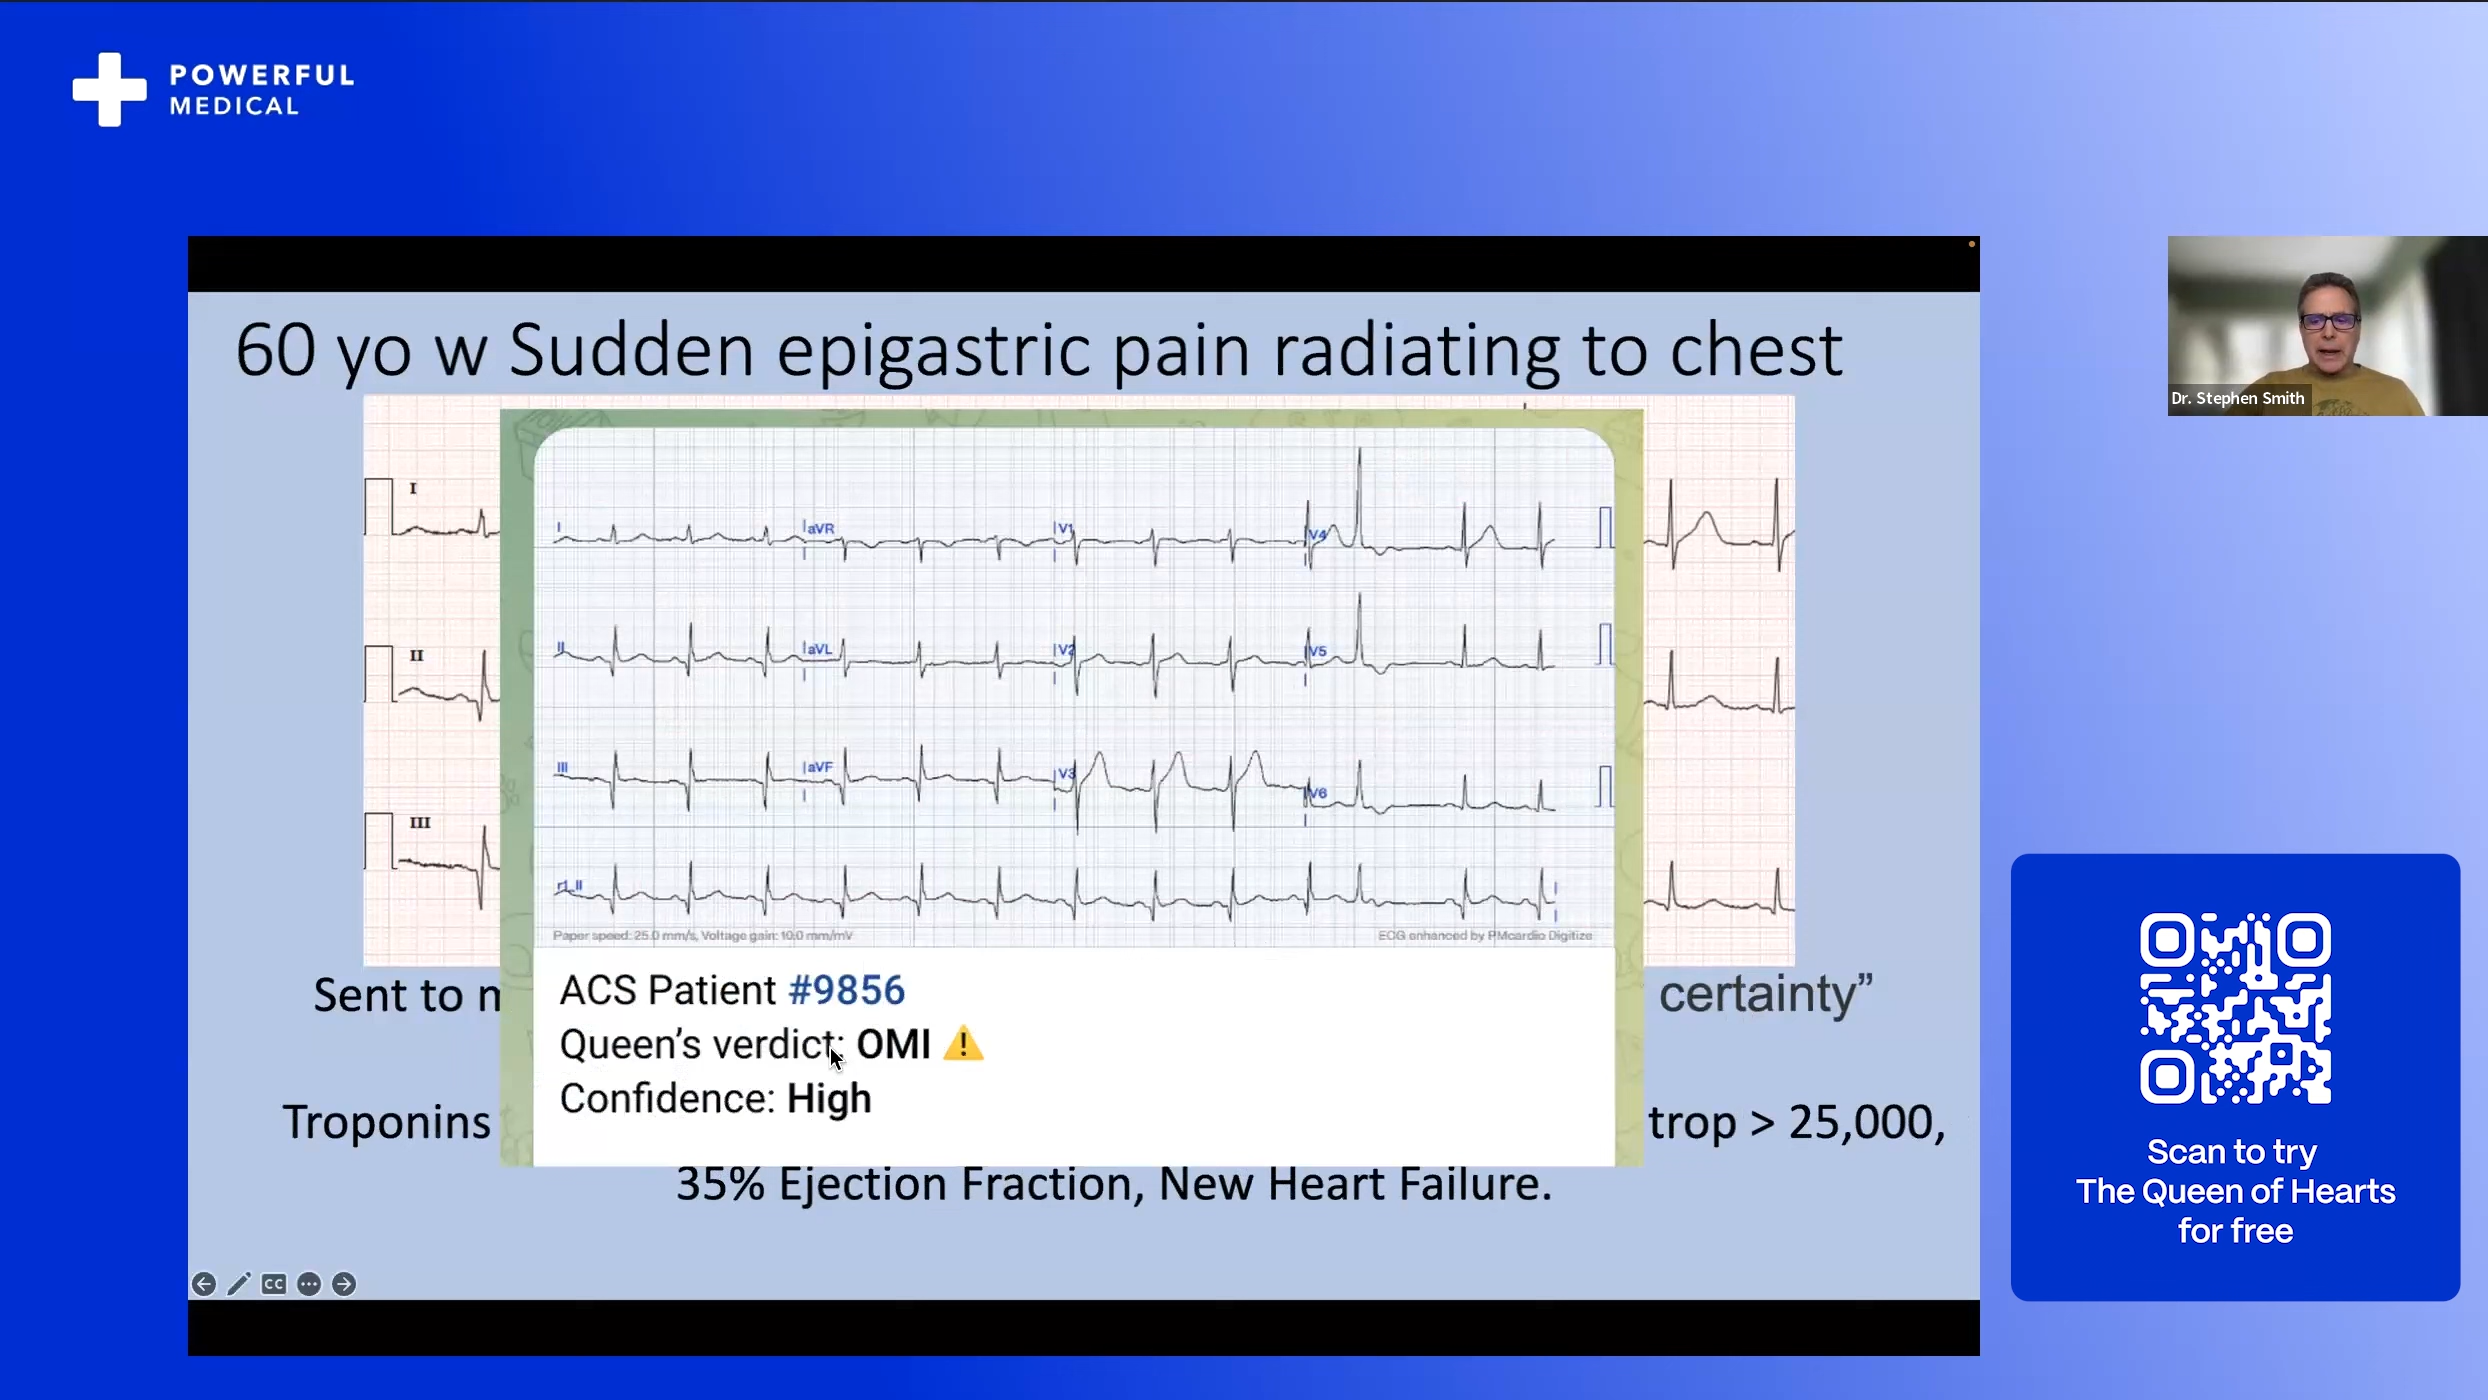 POWERFUL
MEDICAL
60 yo w Sudden epigastric pain radiating to chest
Dr. Stephen Smith
I
II
III
I
aVR
V1
V4
II
aVL
V2
V5
III
aVF
V3
V6
r1_II
Paper speed: 25.0 mm/s, Voltage gain: 10.0 mm/mV
ECG enhanced by PMcardio Digitize
Sent to
certainty”
ACS Patient #9856
Queen’s verdict: OMI
Confidence: High
Troponins
trop > 25,000,
35% Ejection Fraction, New Heart Failure.
CC
Scan to try
The Queen of Hearts
for free